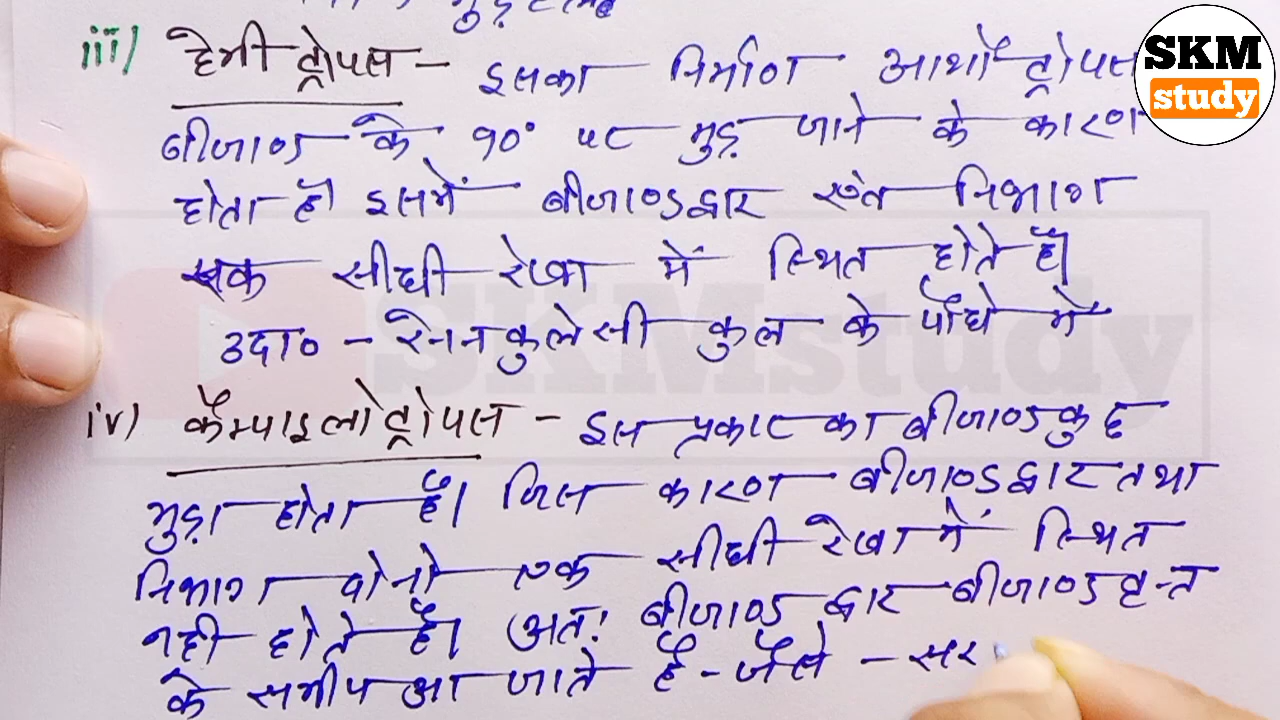 मुड़
SKM
study
iii) हेमी ट्रोपस - इसका निर्माण आर्थोट्रोपस
बीजाण्ड के 90° पर मुड़ जाने के कारण
होता है। इसमें बीजाण्डद्वार एंव निभाग
एक सीधी रेखा में स्थित होते है।
उदा० - रेननकुलेसी कुल के पौधे में
iv) कैम्पाइलोट्रोपस - इस प्रकार का बीजाण्ड कुछ
मुड़ा होता है। जिस कारण बीजाण्डद्वार तथा
निभाग दोनो एक सीधी रेखा में स्थित
नही होते है। अतः बीजाण्ड द्वार बीजाण्डवृन्त
के समीप आ जाते है - जैसे - सर
SKMstudy